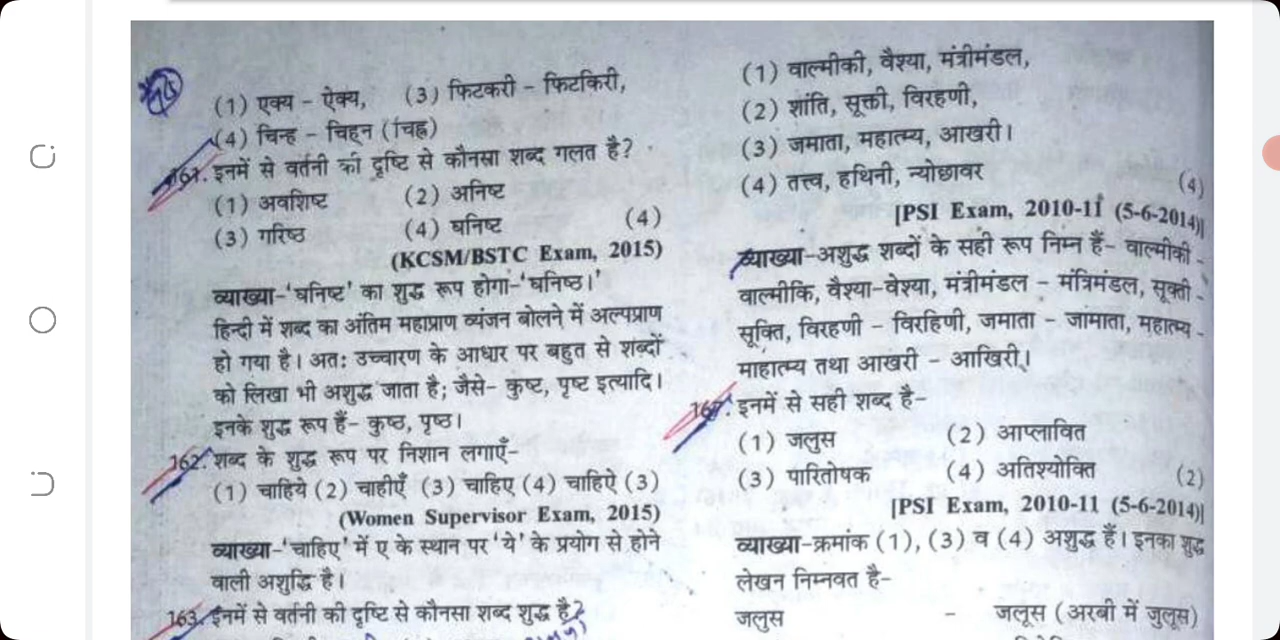 (1) एक्य - ऐक्य, (3) फिटकरी - फिटकिरी,
(4) चिन्ह - चिह्न (चिह्न)
161. इनमें से वर्तनी की दृष्टि से कौनसा शब्द गलत है?
(1) अवशिष्ट (2) अनिष्ट
(3) गरिष्ठ (4) घनिष्ट (4)
(KCSM/BSTC Exam, 2015)
व्याख्या-'घनिष्ट' का शुद्ध रूप होगा-'घनिष्ठ।'
हिन्दी में शब्द का अंतिम महाप्राण व्यंजन बोलने में अल्पप्राण
हो गया है। अतः उच्चारण के आधार पर बहुत से शब्दों
को लिखा भी अशुद्ध जाता है; जैसे- कुष्ट, पृष्ट इत्यादि।
इनके शुद्ध रूप हैं- कुष्ठ, पृष्ठ।
162. शब्द के शुद्ध रूप पर निशान लगाएँ-
(1) चाहिये (2) चाहीएँ (3) चाहिए (4) चाहिऐ (3)
(Women Supervisor Exam, 2015)
व्याख्या-'चाहिए' में ए के स्थान पर 'ये' के प्रयोग से होने
वाली अशुद्धि है।
163. इनमें से वर्तनी की दृष्टि से कौनसा शब्द शुद्ध है?
(1) वाल्मीकी, वैश्या, मंत्रीमंडल,
(2) शांति, सूक्ती, विरहणी,
(3) जमाता, महात्म्य, आखरी।
(4) तत्त्व, हथिनी, न्योछावर (4)
[PSI Exam, 2010-11 (5-6-2014)]
व्याख्या-अशुद्ध शब्दों के सही रूप निम्न हैं- वाल्मीकी -
वाल्मीकि, वैश्या-वेश्या, मंत्रीमंडल - मंत्रिमंडल, सूक्ती -
सूक्ति, विरहणी - विरहिणी, जमाता - जामाता, महात्म्य -
माहात्म्य तथा आखरी - आखिरी।
167. इनमें से सही शब्द है-
(1) जलुस (2) आप्लावित
(3) पारितोषक (4) अतिश्योक्ति (2)
[PSI Exam, 2010-11 (5-6-2014)]
व्याख्या-क्रमांक (1), (3) व (4) अशुद्ध हैं। इनका शुद्ध
लेखन निम्नवत है-
जलुस - जलूस (अरबी में जुलूस)